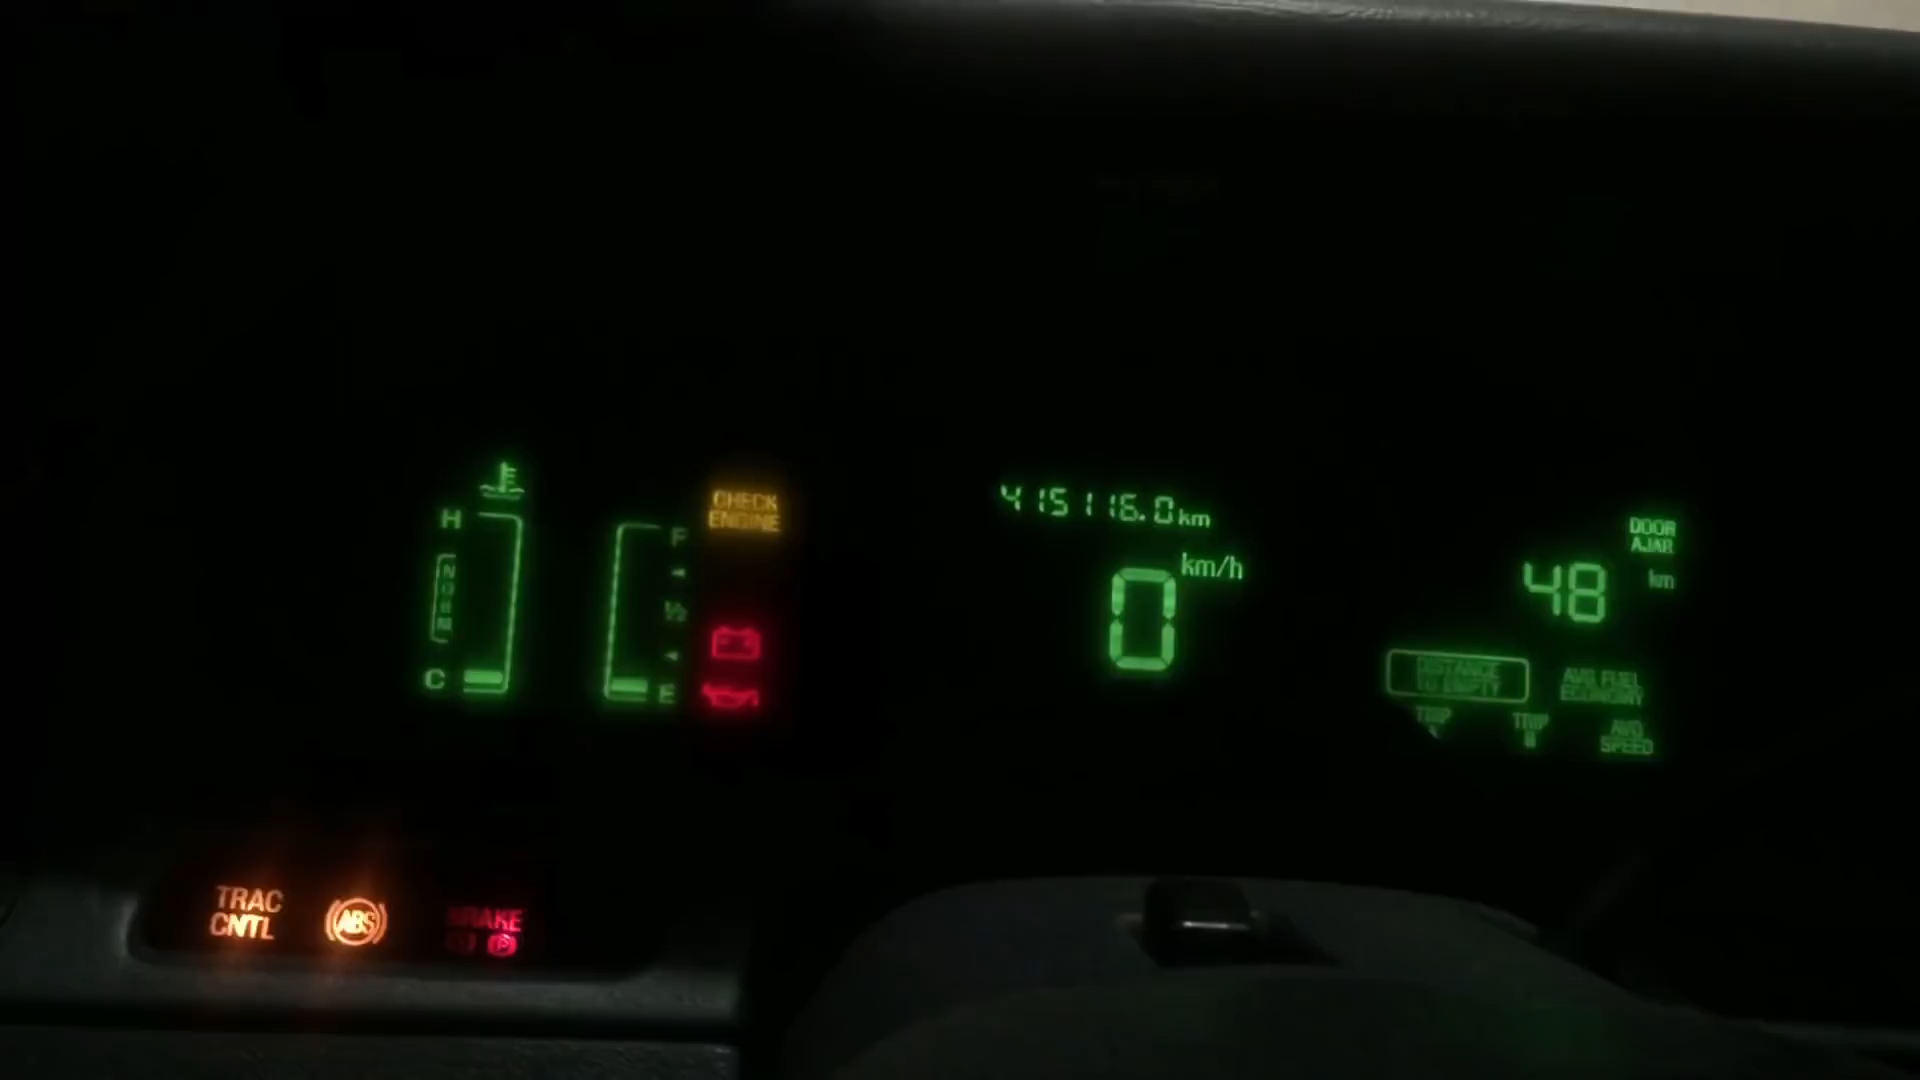 H
NORM
C
F
½
E
CHECK
ENGINE
415116.0 km
km/h
0
DOOR
AJAR
48 km
DISTANCE
TO EMPTY
AVG FUEL
ECONOMY
TRIP
A
TRIP
B
AVG
SPEED
TRAC
CNTL
ABS
BRAKE
(P)